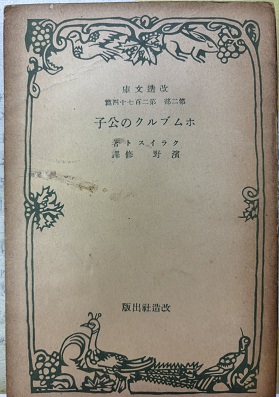 庫文造改
篇四十七百二第 部二第
子公のクルブムホ
著トスイラク
譯 修 野濱
版出社造改